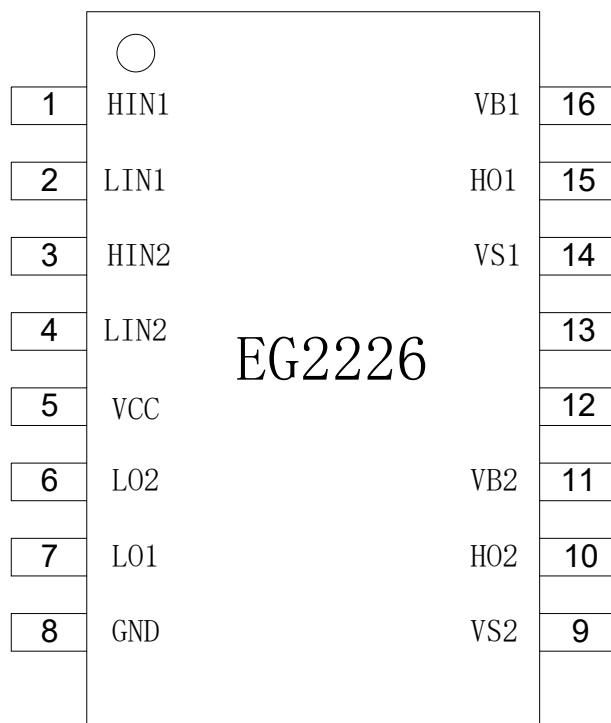 1 HIN1 VB1 16
2 LIN1 HO1 15
3 HIN2 VS1 14
4 LIN2 13
EG2226
5 VCC 12
6 LO2 VB2 11
7 LO1 HO2 10
8 GND VS2 9